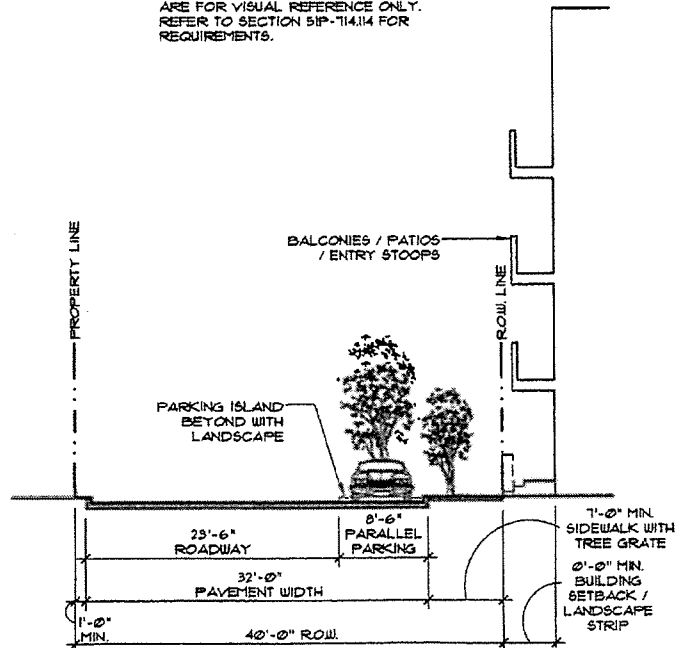 ARE FOR VISUAL REFERENCE ONLY.
REFER TO SECTION 51P-714.114 FOR
REQUIREMENTS.
PROPERTY LINE
BALCONIES / PATIOS
/ ENTRY STOOPS
R.O.W. LINE
PARKING ISLAND
BEYOND WITH
LANDSCAPE
23'-6"
ROADWAY
8'-6"
PARALLEL
PARKING
7'-0" MIN.
SIDEWALK WITH
TREE GRATE
32'-0"
PAVEMENT WIDTH
0'-0" MIN.
BUILDING
SETBACK /
LANDSCAPE
STRIP
1'-0"
MIN.
40'-0" R.O.W.